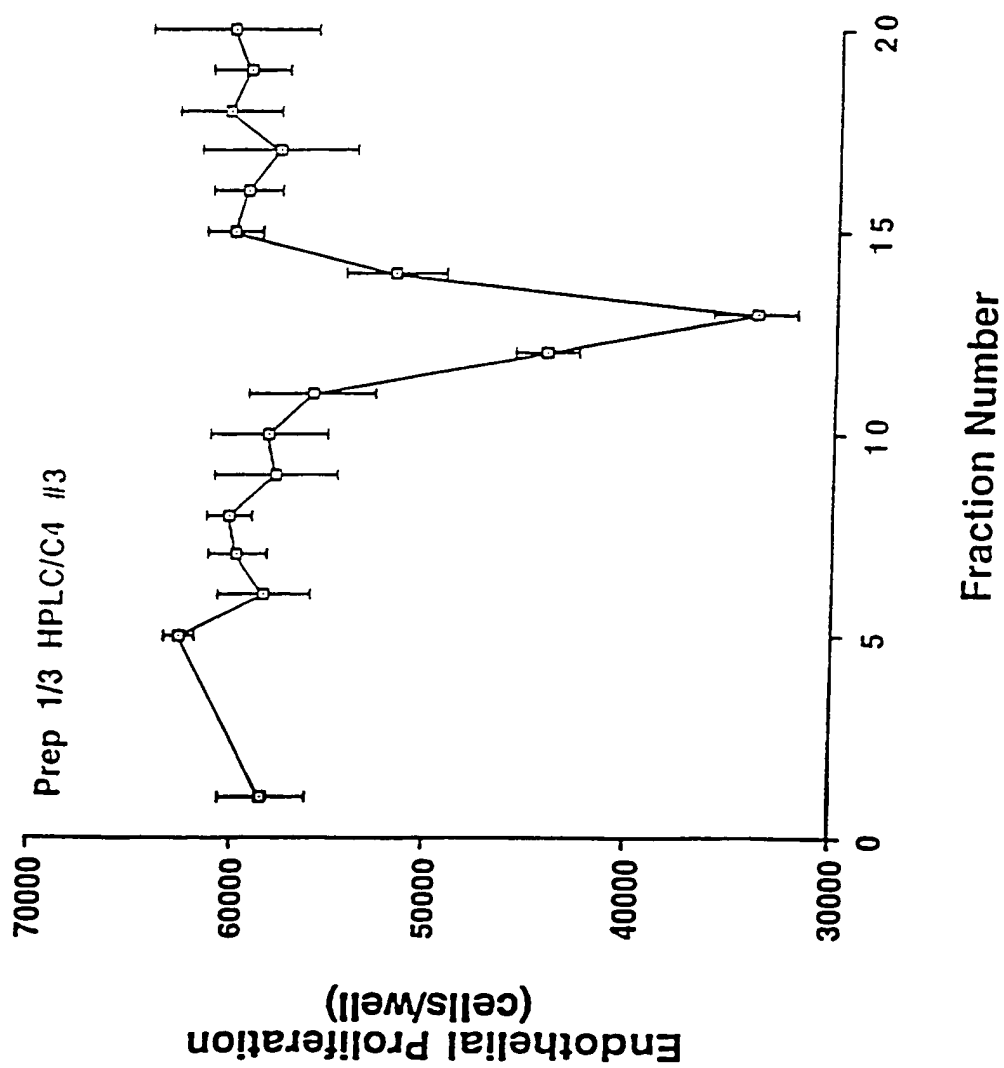 Prep 1/3 HPLC/C4 #3
70000
60000
50000
40000
30000
Endothelial Proliferation
(cells/well)
0
5
10
15
20
Fraction Number